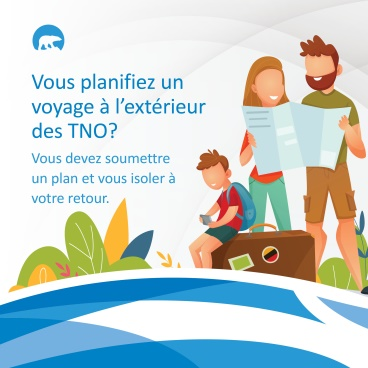 Vous planifiez un
voyage à l'extérieur
des TNO?
Vous devez soumettre
un plan et vous isoler à
votre retour.